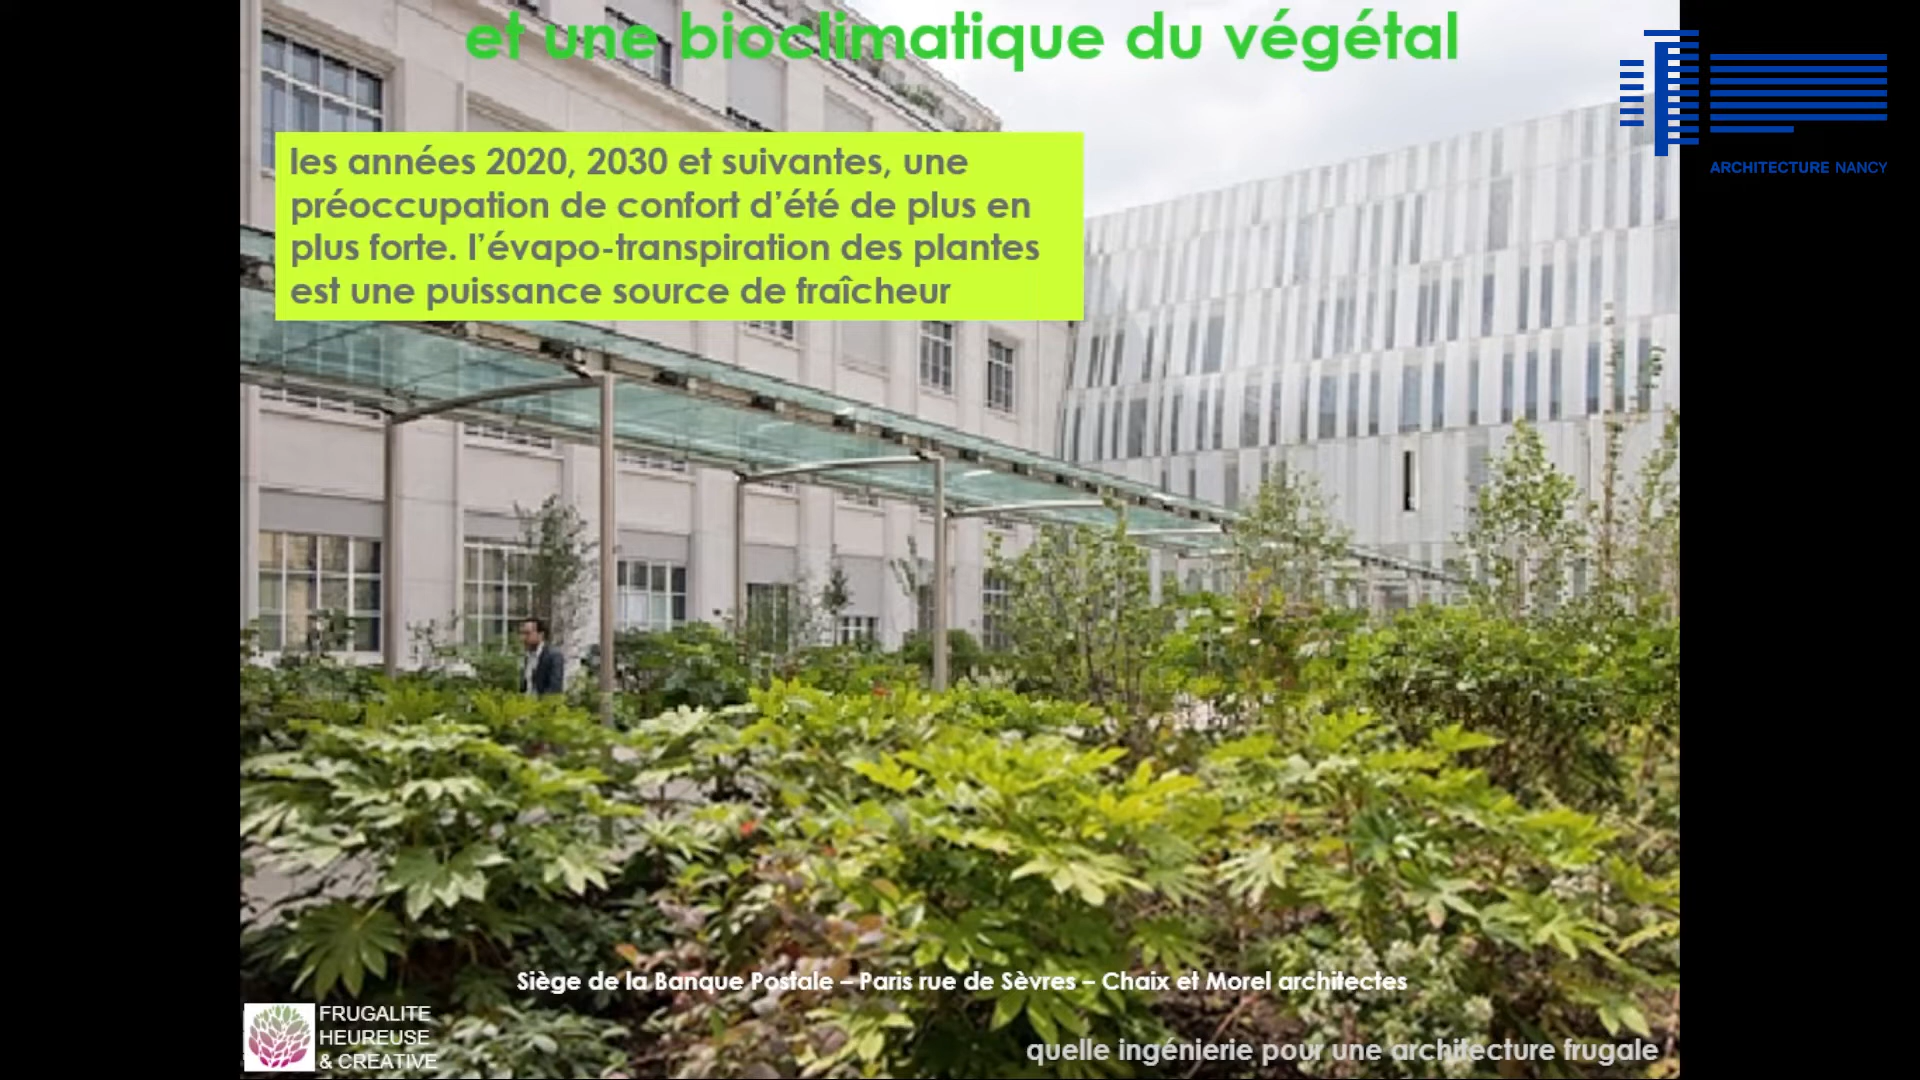 et une bioclimatique du végétal
ARCHITECTURE NANCY
les années 2020, 2030 et suivantes, une
préoccupation de confort d’été de plus en
plus forte. l’évapo-transpiration des plantes
est une puissance source de fraîcheur
Siège de la Banque Postale – Paris rue de Sèvres – Chaix et Morel architectes
FRUGALITE
HEUREUSE
& CREATIVE
quelle ingénierie pour une architecture frugale